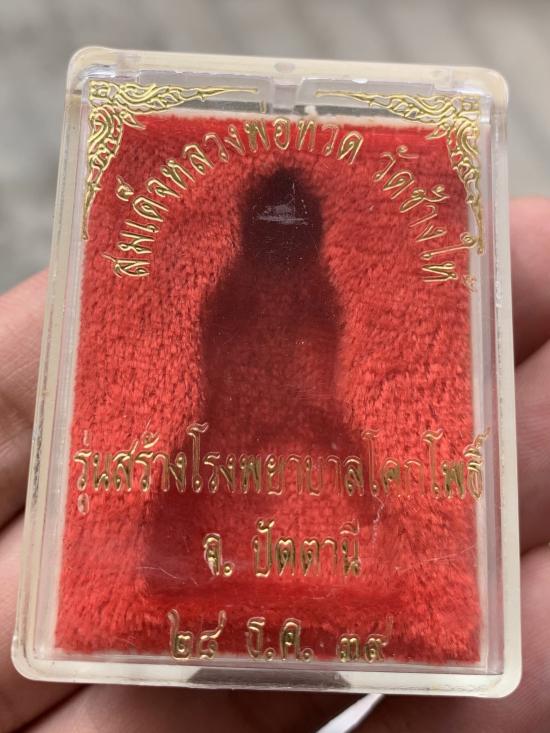 สมเด็จหลวงพ่อทวด วัดช้างให้
รุ่นสร้างโรงพยาบาลโคกโพธิ์
จ. ปัตตานี
๒๘ ธ.ค. ๓๙